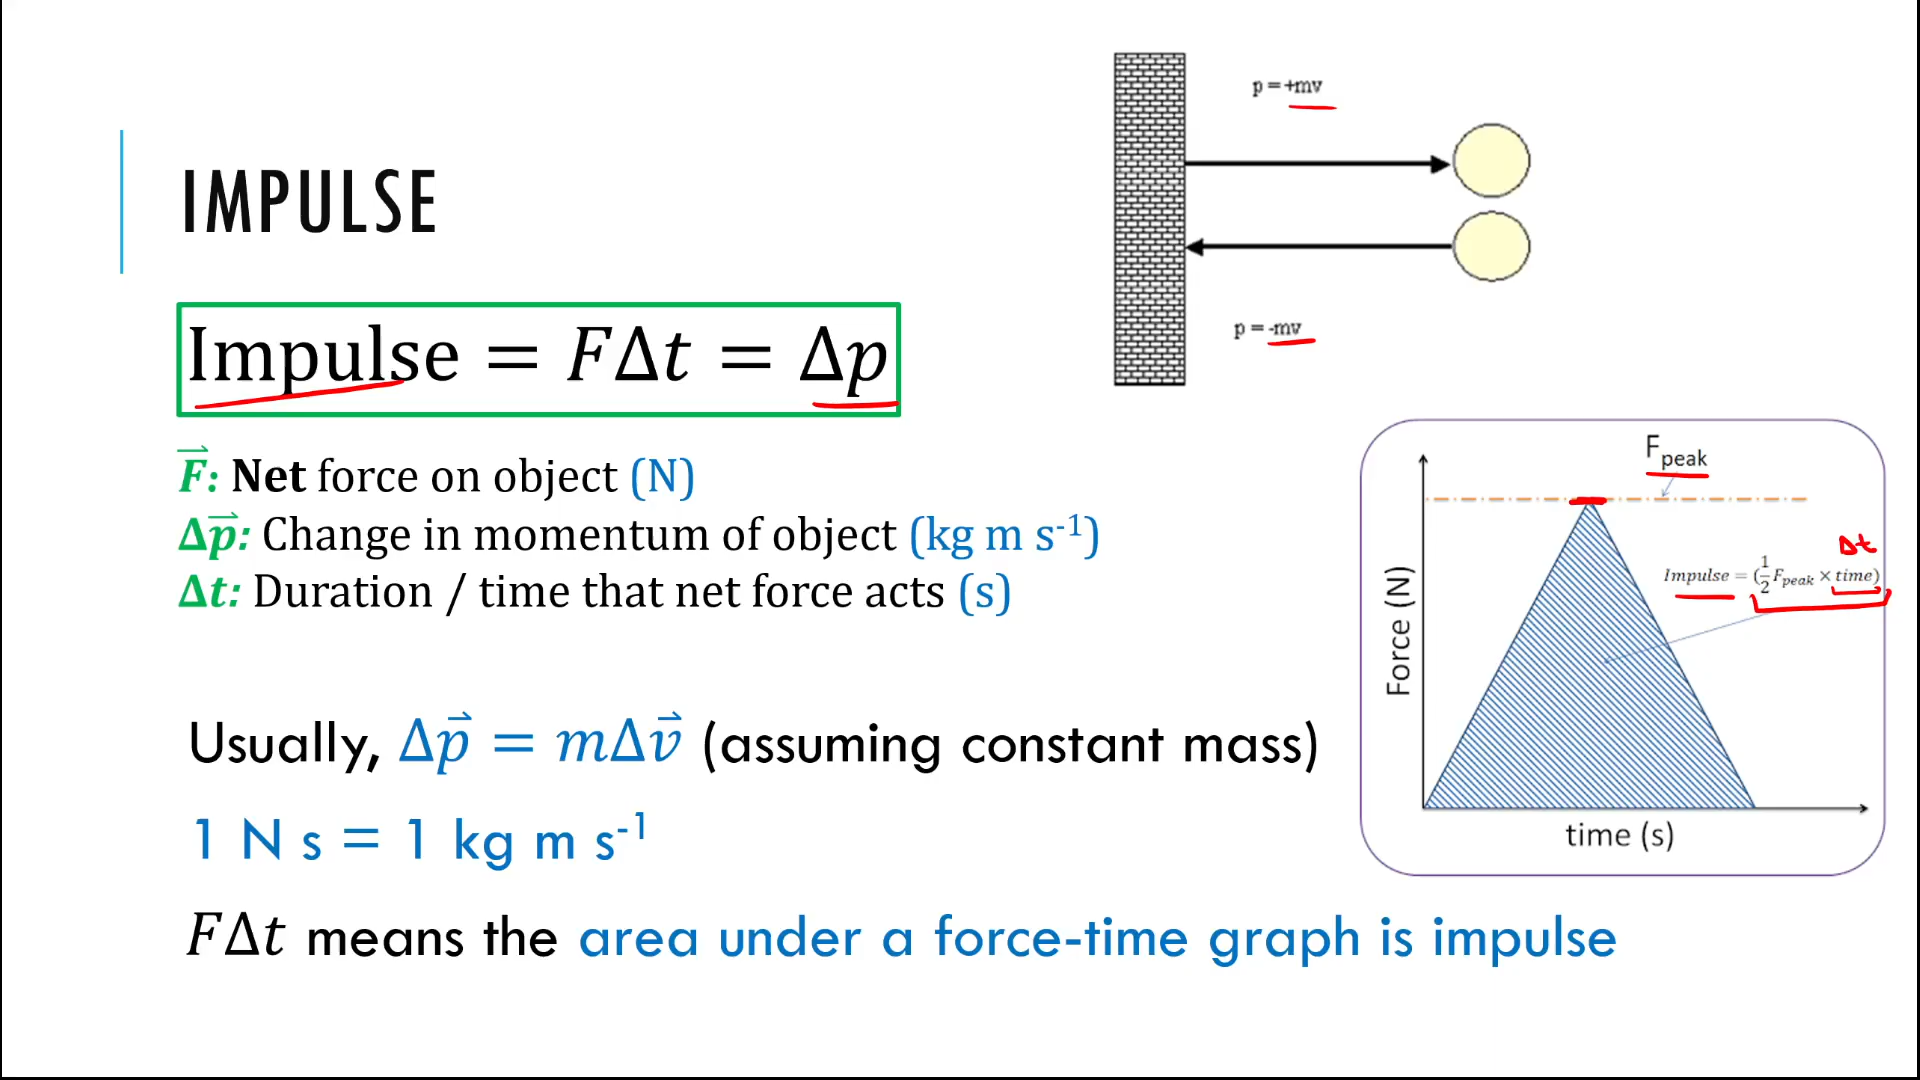 IMPULSE
p = +mv
p = -mv
Impulse = FΔt = Δp
F: Net force on object (N)
Δp: Change in momentum of object (kg m s-1)
Δt: Duration / time that net force acts (s)
Usually, Δp = mΔv (assuming constant mass)
1 N s = 1 kg m s-1
FΔt means the area under a force-time graph is impulse
Fpeak
Δt
Impulse = (1/2 Fpeak × time)
Force (N)
time (s)